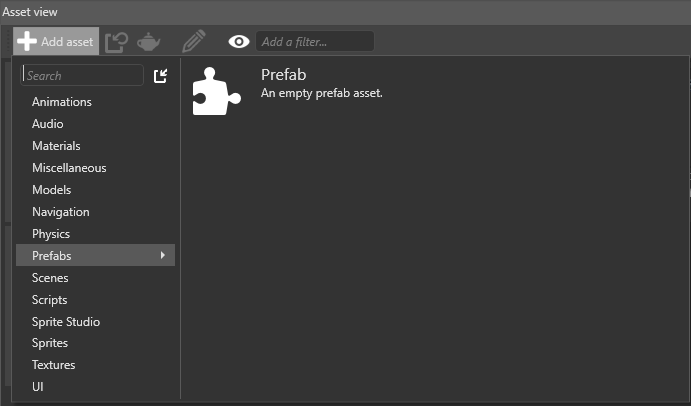 Asset view
Add asset
Add a filter...
Search
Animations
Audio
Materials
Miscellaneous
Models
Navigation
Physics
Prefabs
Scenes
Scripts
Sprite Studio
Sprites
Textures
UI
Prefab
An empty prefab asset.